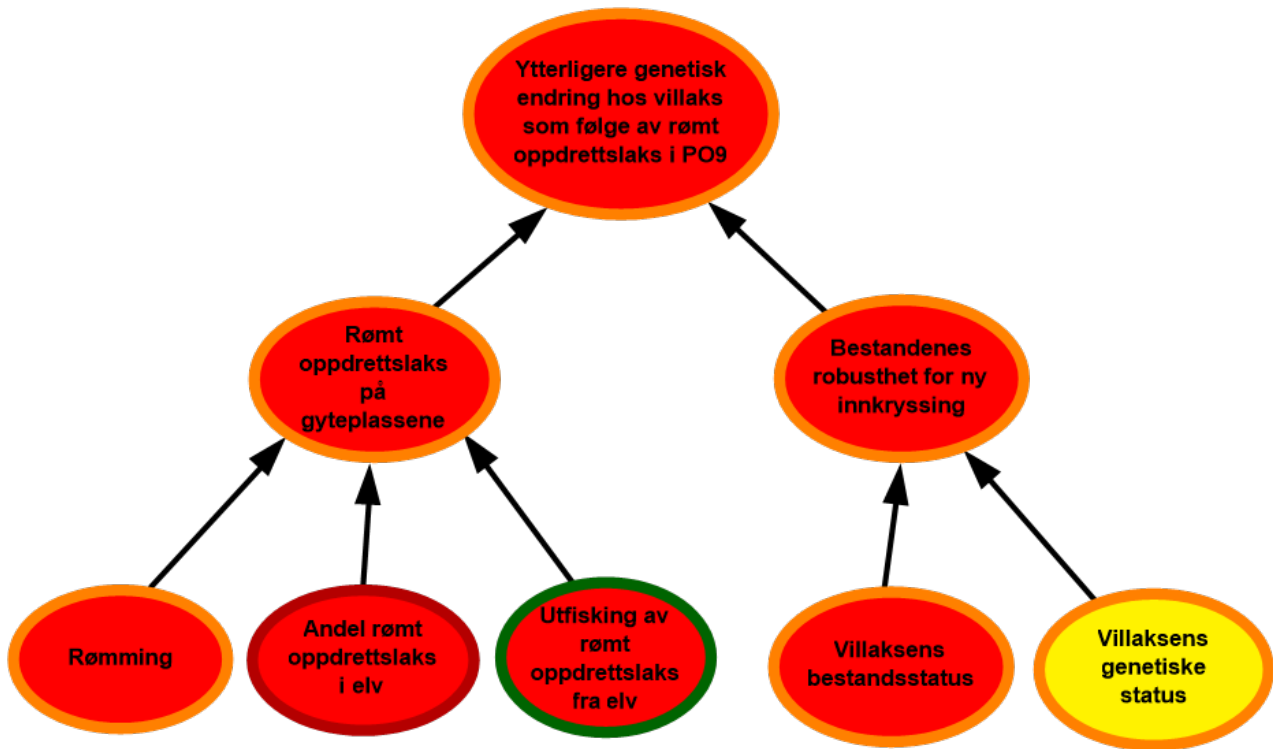 Ytterligere genetisk
endring hos villaks
som følge av rømt
oppdrettslaks i PO9
Rømt
oppdrettslaks
på
gyteplassene
Bestandenes
robusthet for ny
innkryssing
Rømming
Andel rømt
oppdrettslaks
i elv
Utfisking av
rømt
oppdrettslaks
fra elv
Villaksens
bestandsstatus
Villaksens
genetiske
status